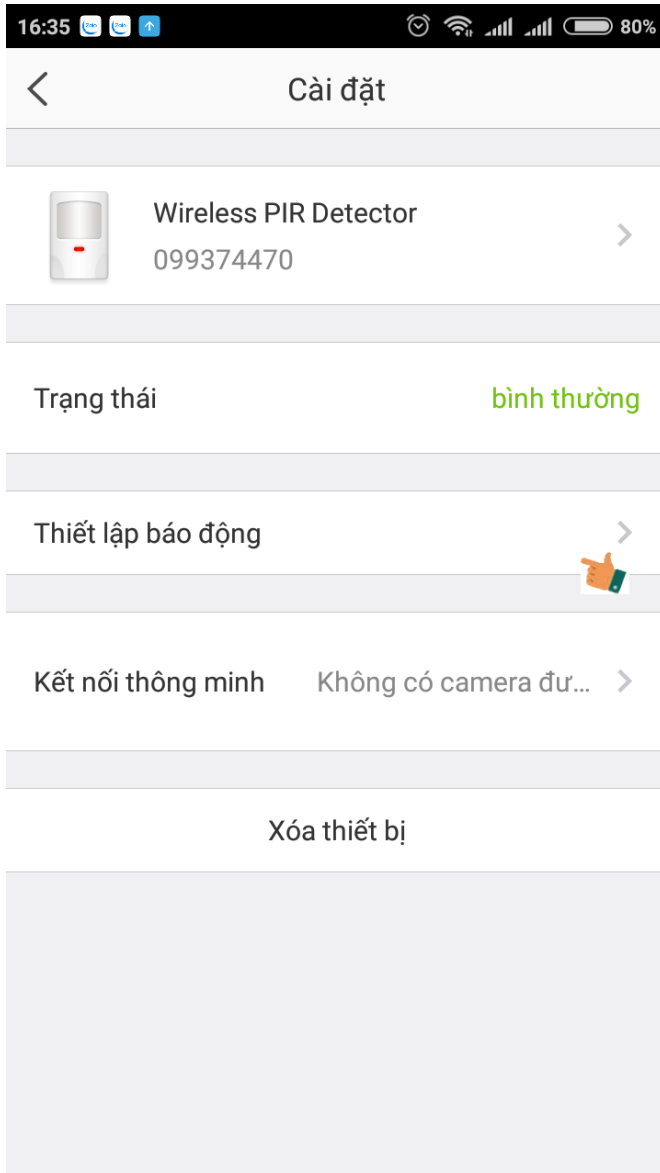 16:35 80%
Cài đặt
Wireless PIR Detector
099374470
Trạng thái bình thường
Thiết lập báo động
Kết nối thông minh Không có camera đư...
Xóa thiết bị